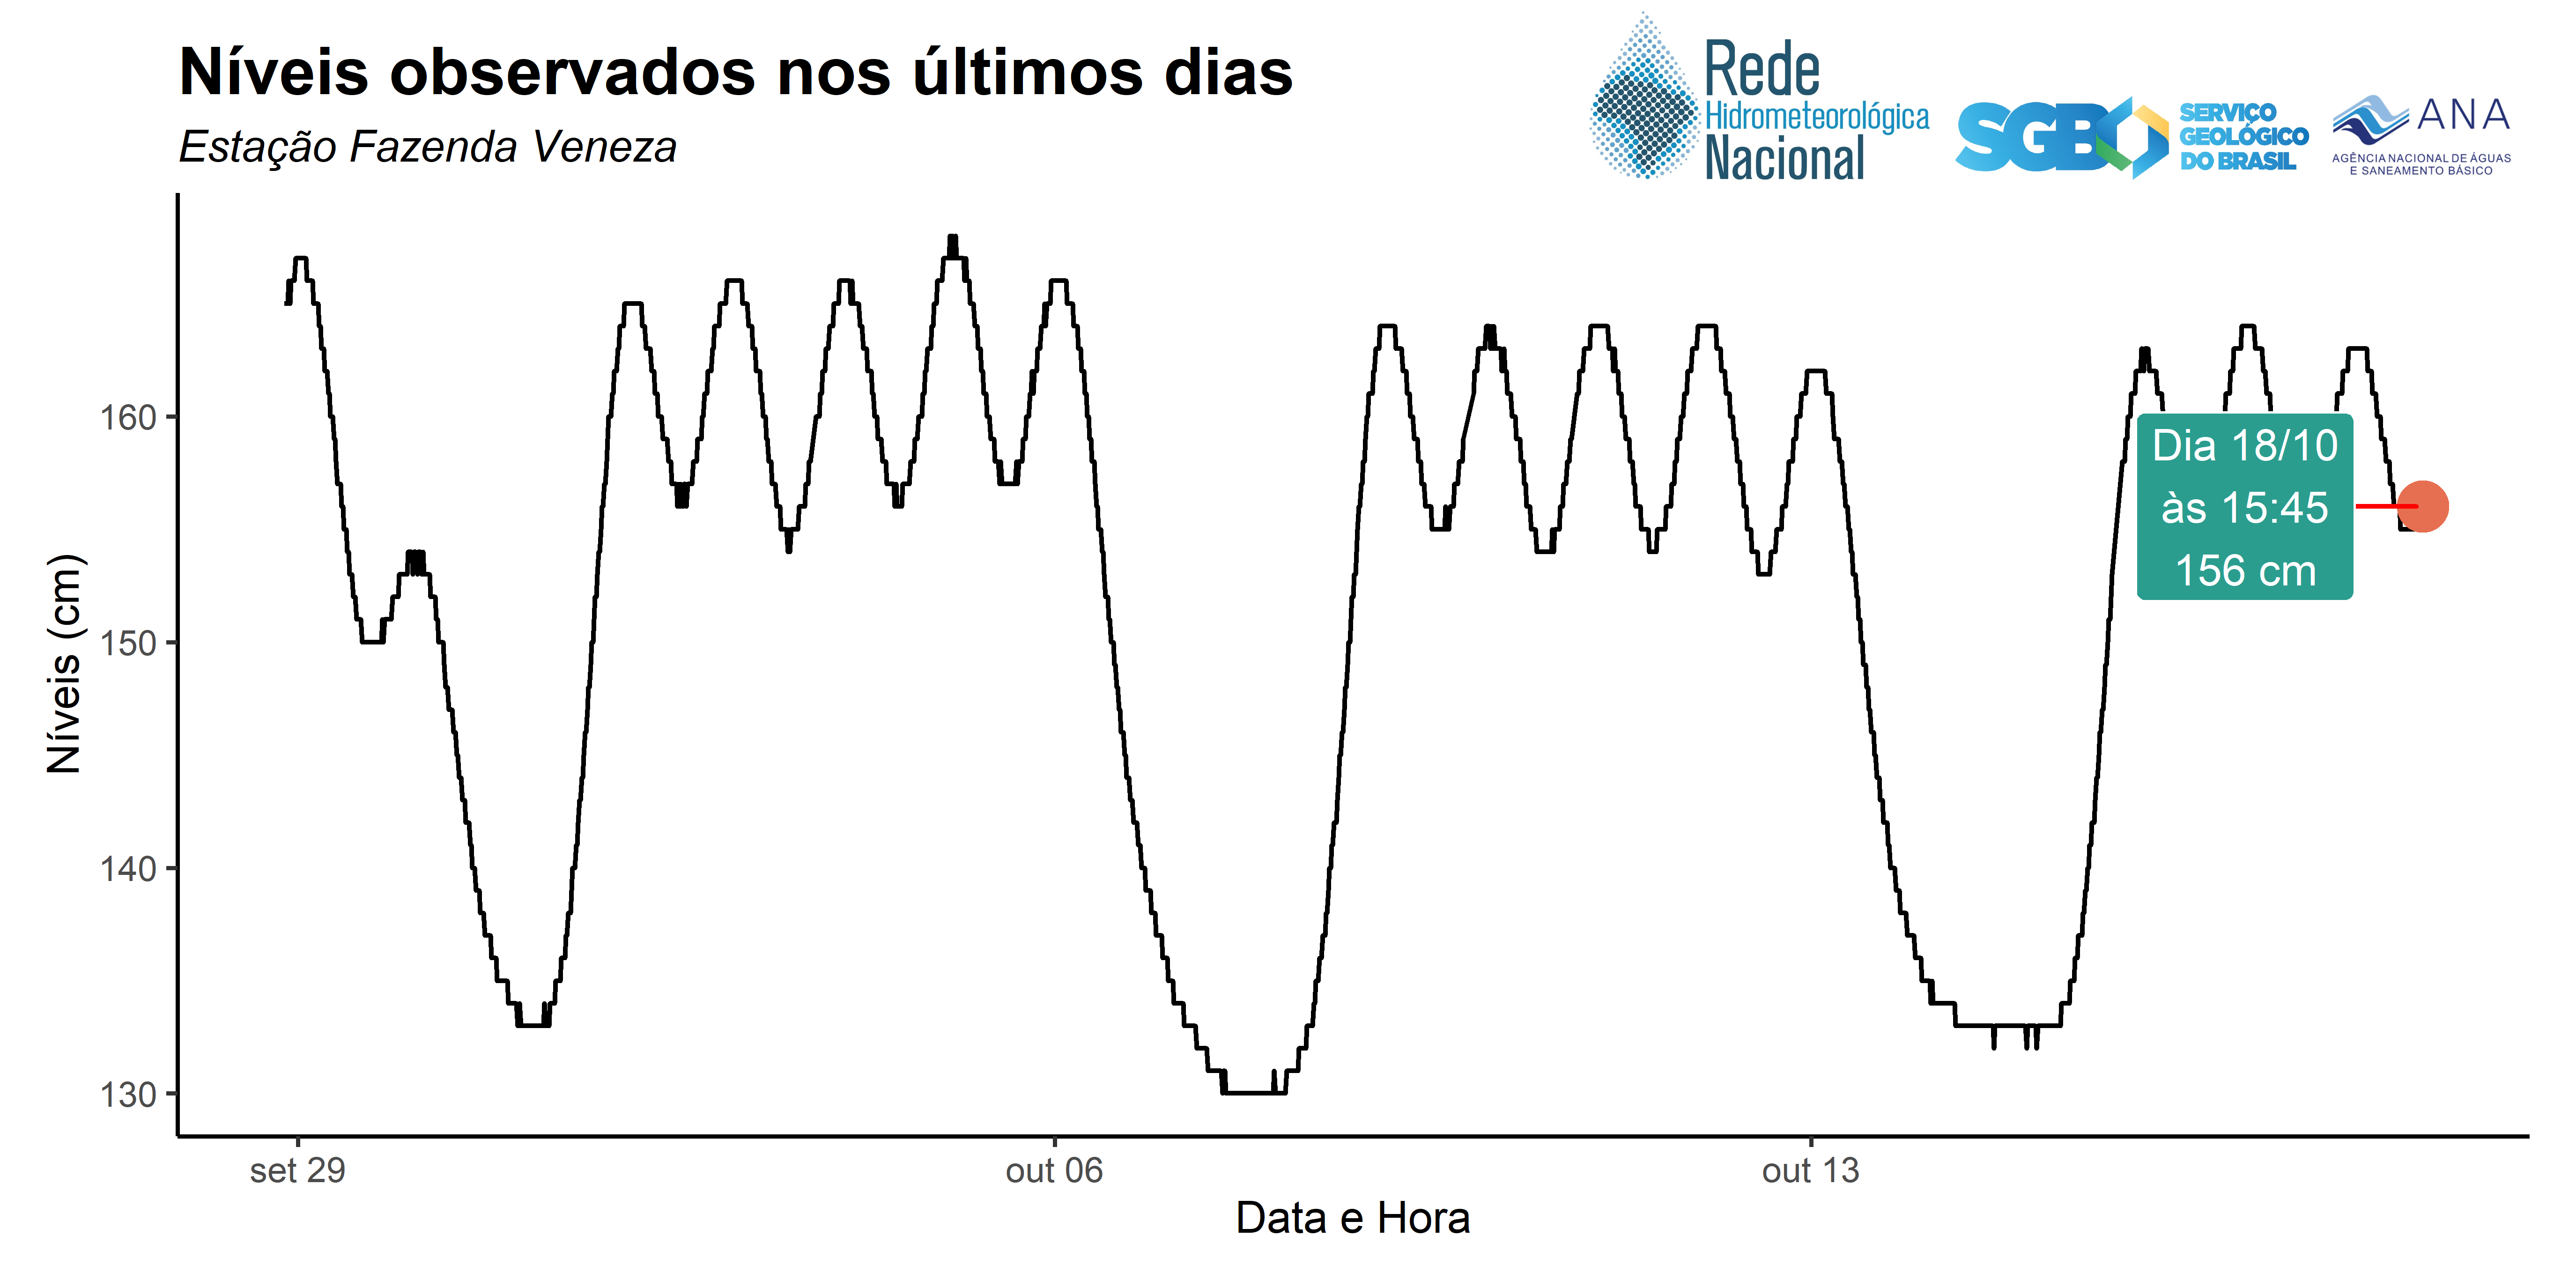 Níveis observados nos últimos dias
Estação Fazenda Veneza
Rede
Hidrometeorológica
Nacional
SGB
SERVIÇO
GEOLÓGICO
DO BRASIL
ANA
AGÊNCIA NACIONAL DE ÁGUAS
E SANEAMENTO BÁSICO
Níveis (cm)
160
150
140
130
Dia 18/10
às 15:45
156 cm
set 29
out 06
out 13
Data e Hora